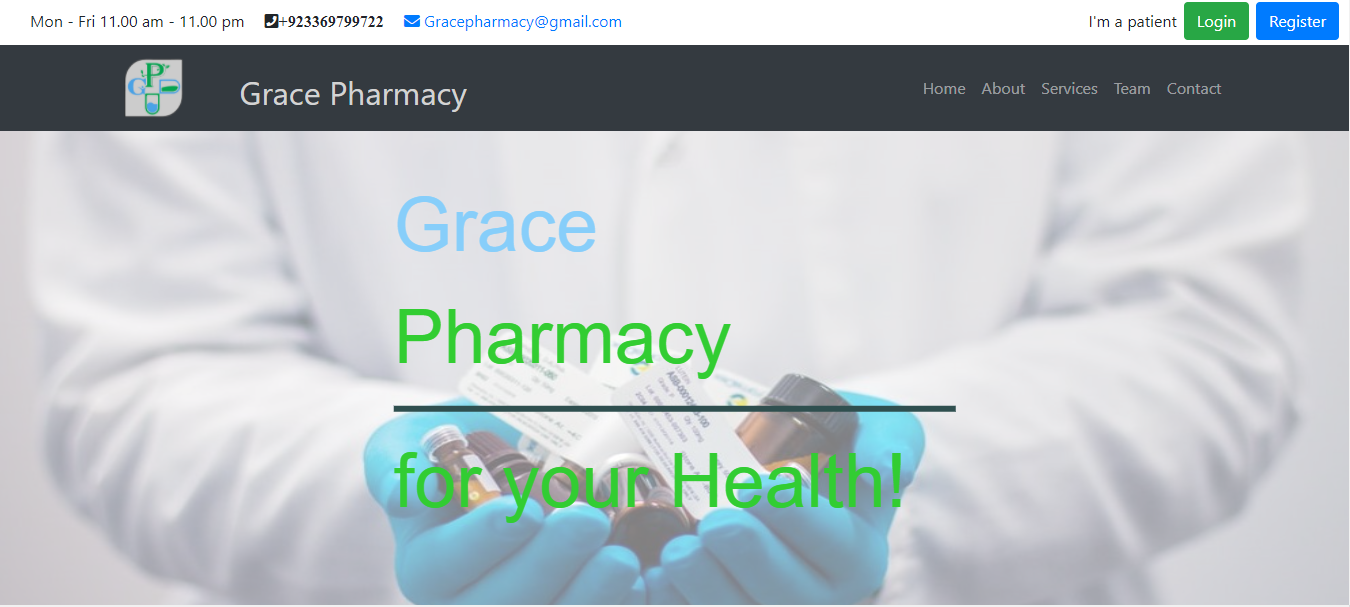 Mon - Fri 11.00 am - 11.00 pm +923369799722 Gracepharmacy@gmail.com I'm a patient Login Register
GP
Grace Pharmacy Home About Services Team Contact
Grace
Pharmacy
for your Health!